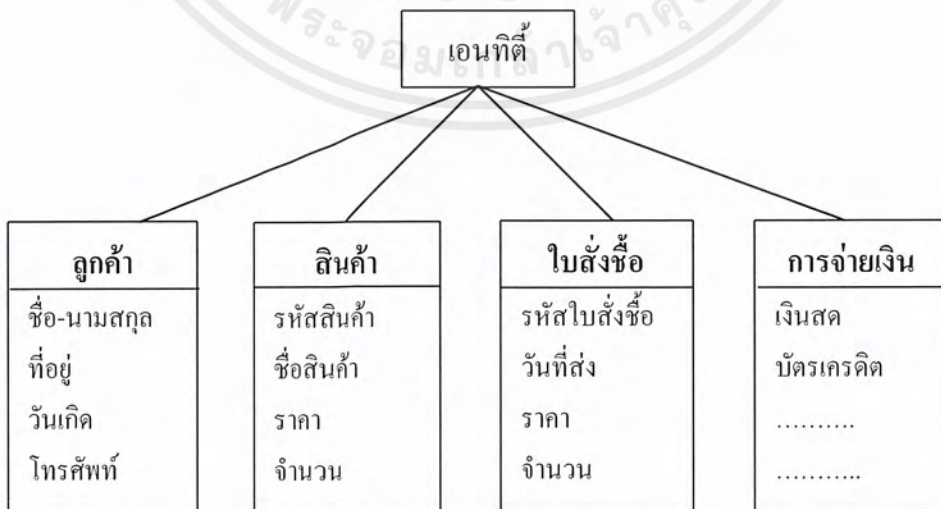 เอนทิตี้
ลูกค้า
ชื่อ-นามสกุล
ที่อยู่
วันเกิด
โทรศัพท์
สินค้า
รหัสสินค้า
ชื่อสินค้า
ราคา
จำนวน
ใบสั่งซื้อ
รหัสใบสั่งซื้อ
วันที่ส่ง
ราคา
จำนวน
การจ่ายเงิน
เงินสด
บัตรเครดิต
..........
...........